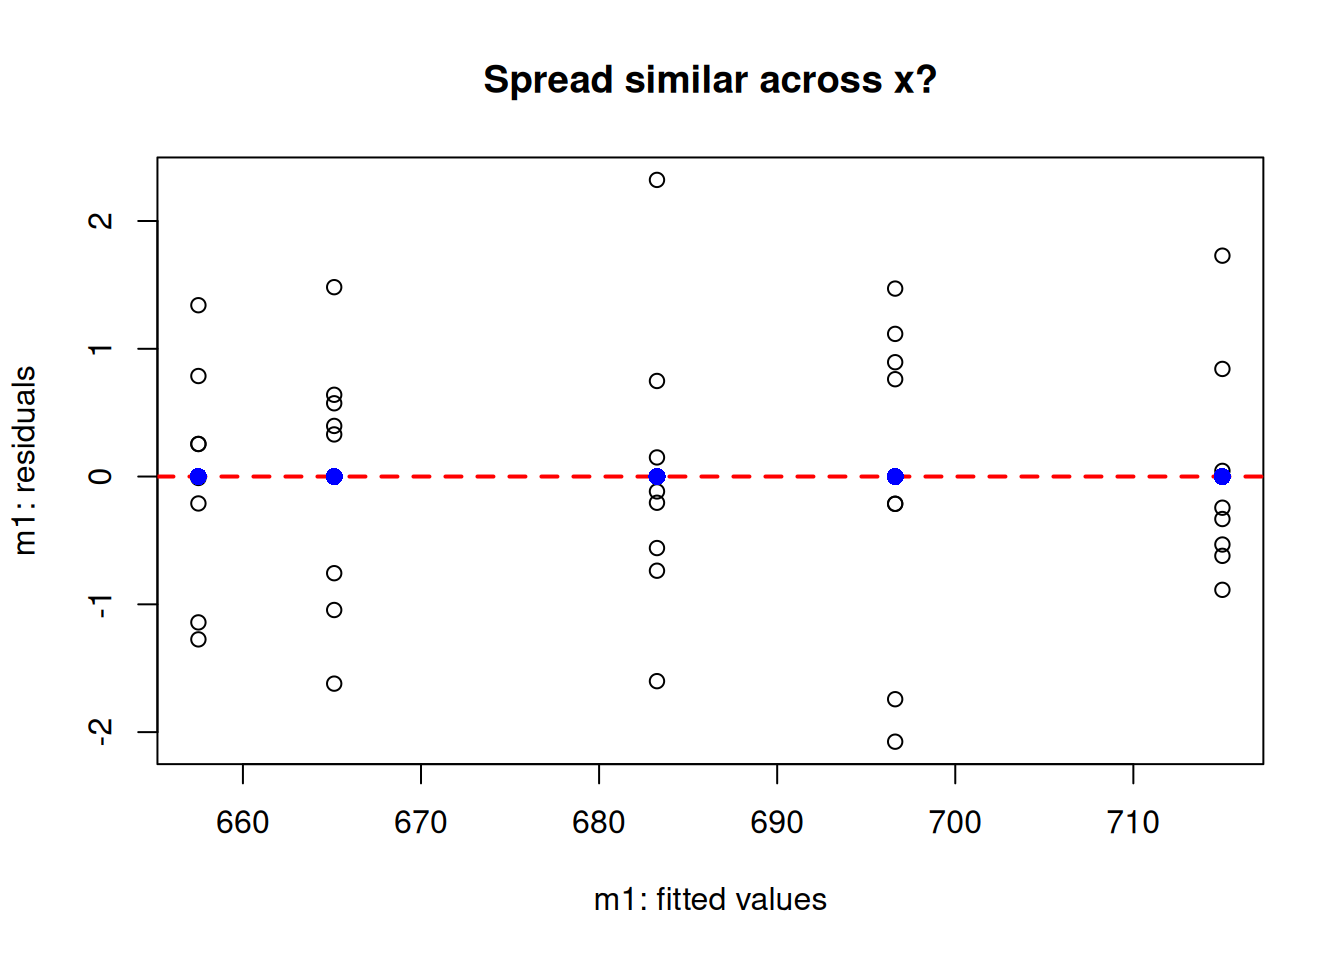 Spread similar across x?
m1: residuals
2
1
0
-1
-2
660 670 680 690 700 710
m1: fitted values